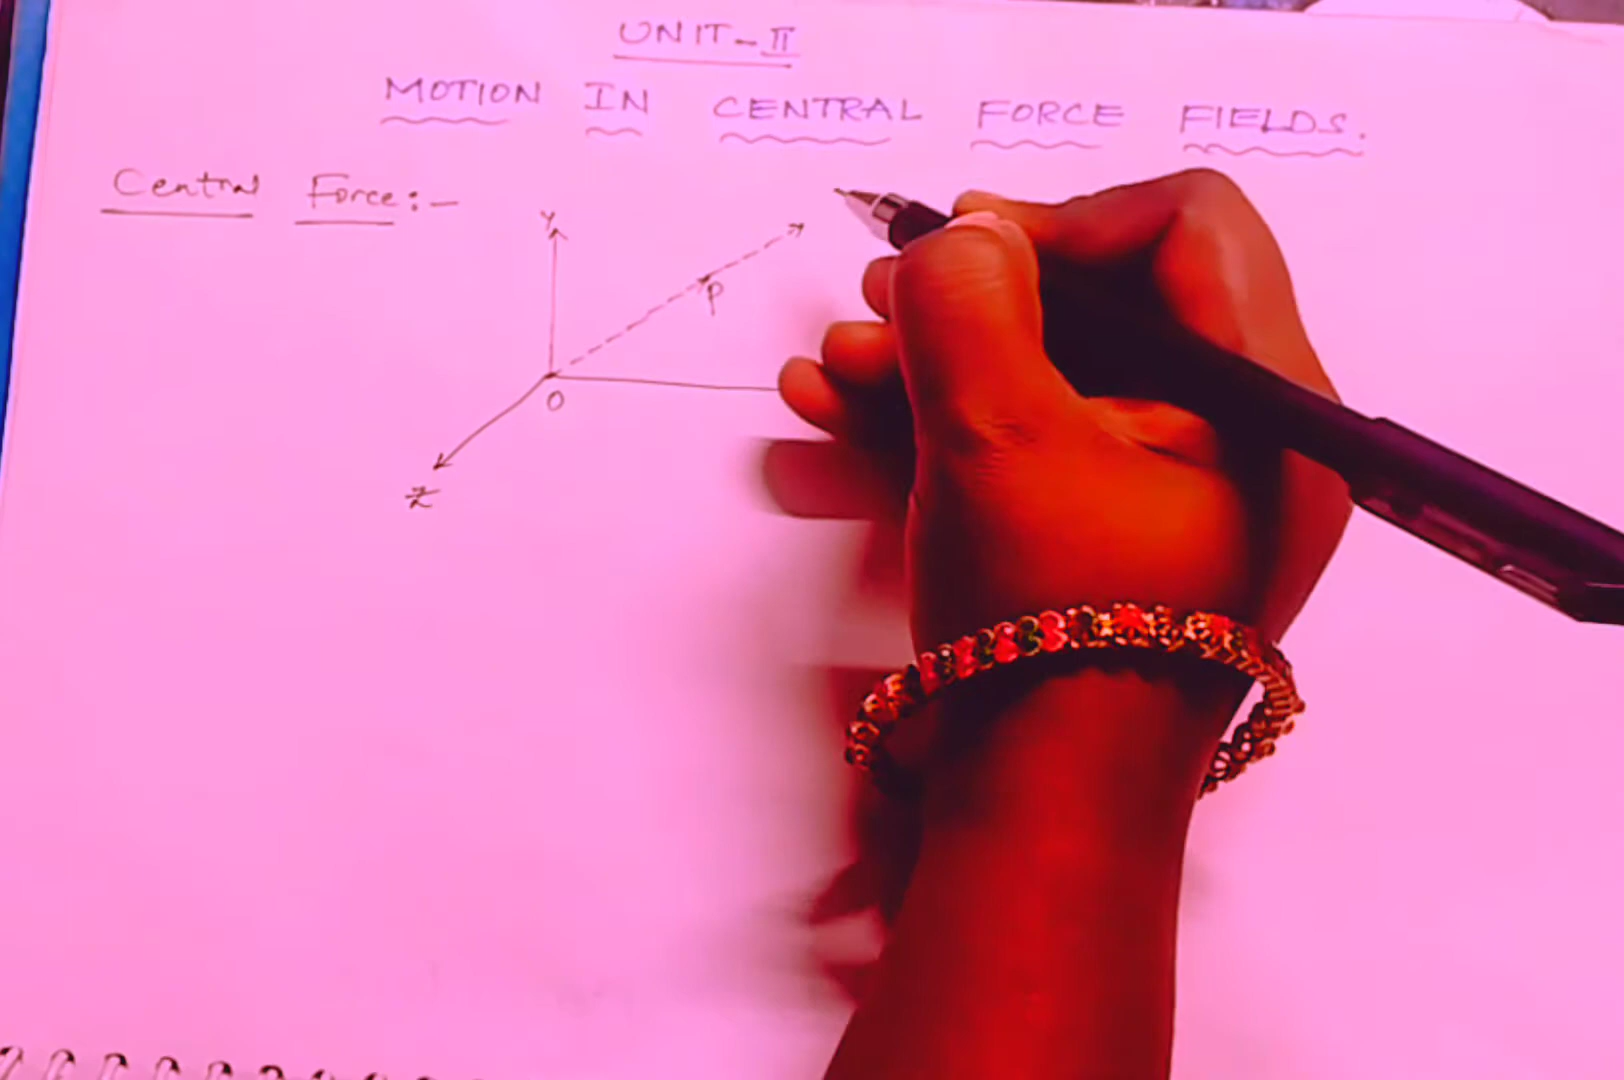 UNIT-II
MOTION IN CENTRAL FORCE FIELDS.
Central Force:-
Y
P
O
Z